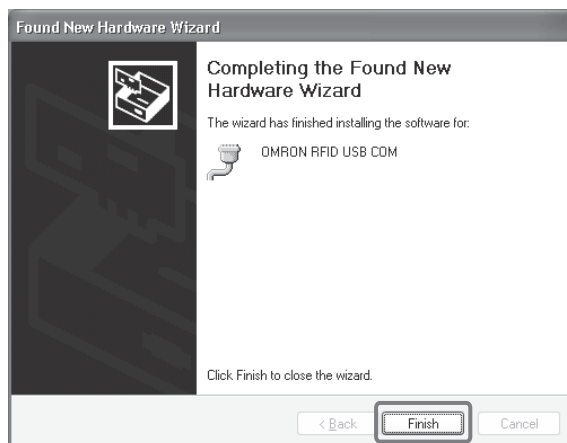 Found New Hardware Wizard
Completing the Found New
Hardware Wizard
The wizard has finished installing the software for:
OMRON RFID USB COM
Click Finish to close the wizard.
< Back
Finish
Cancel